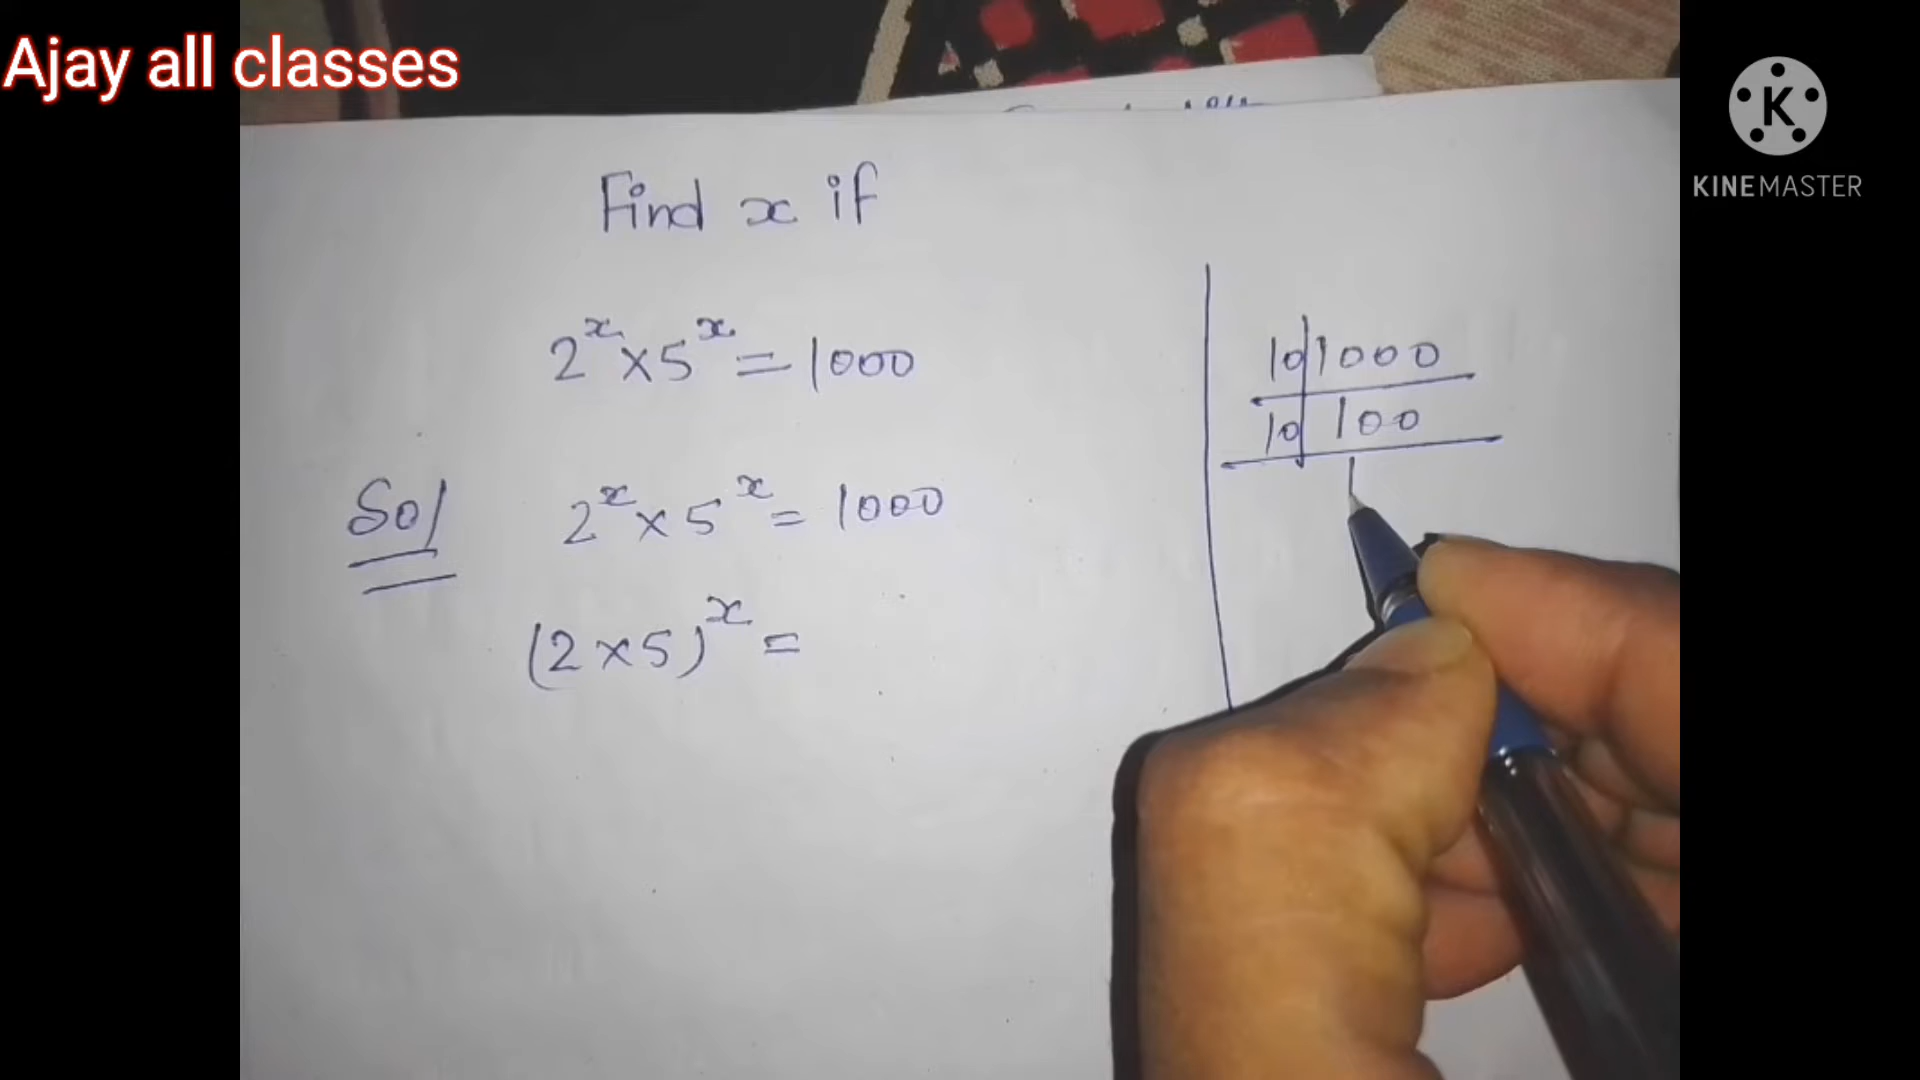 Ajay all classes
K
KINEMASTER
Find x if
2^x × 5^x = 1000
Sol 2^x × 5^x = 1000
(2 × 5)^x =
10 | 1000
10 | 100
1